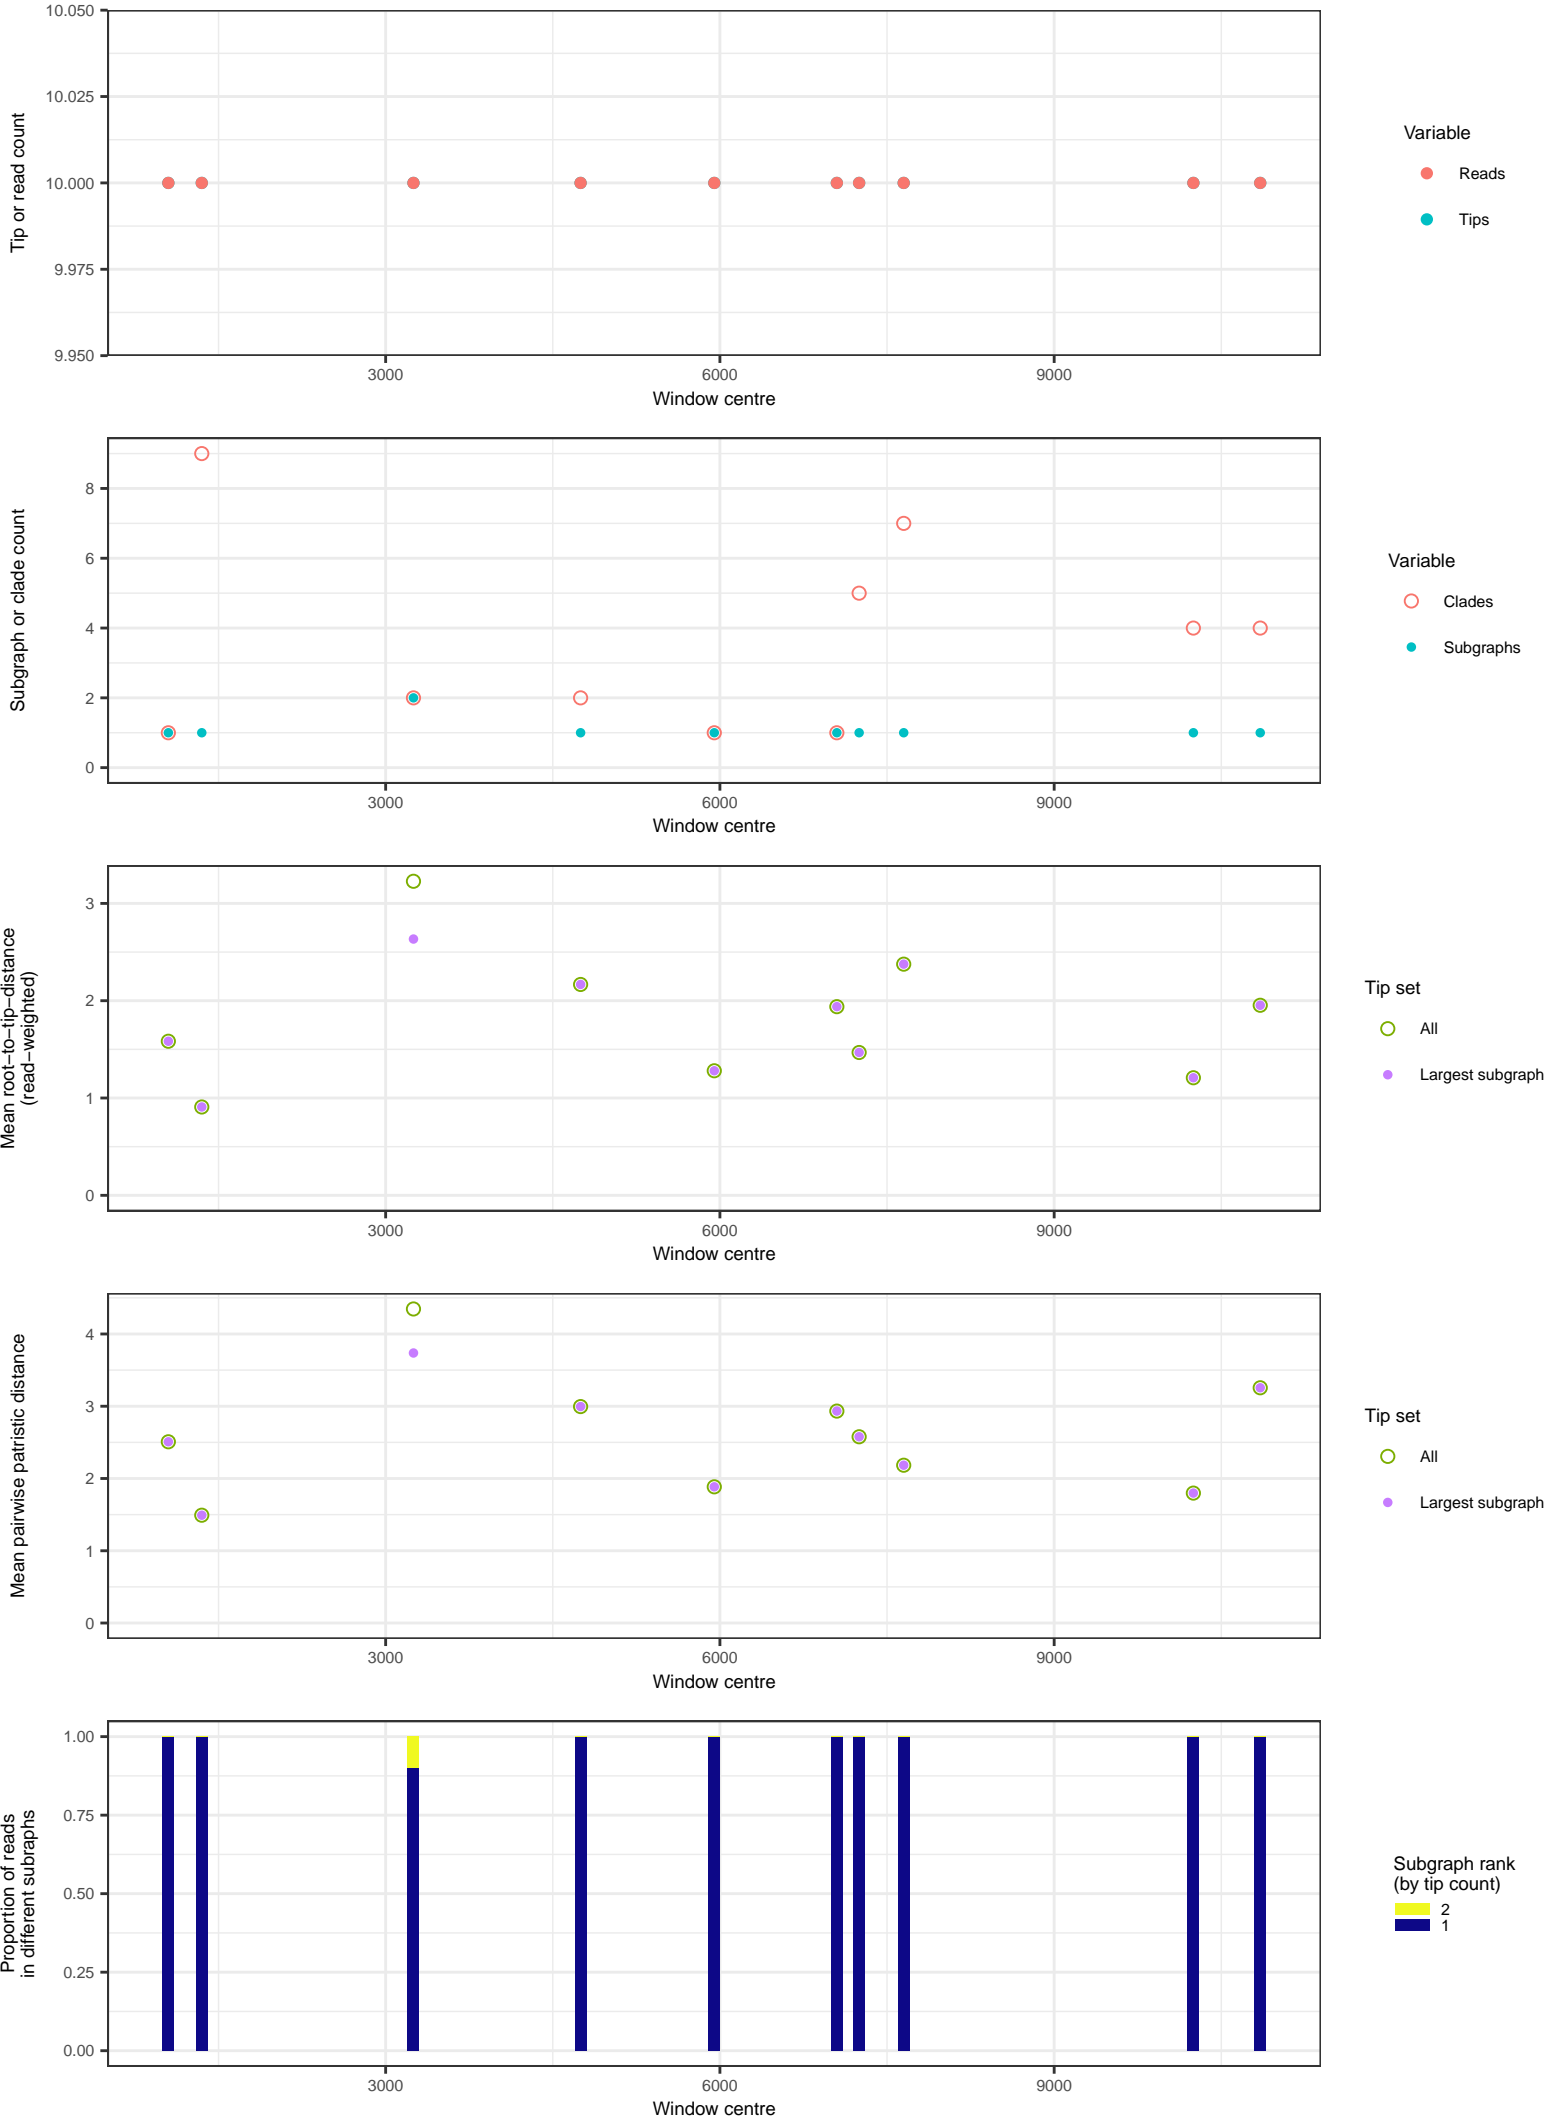 10.050
10.025
10.000
9.975
9.950
Tip or read count
3000
6000
9000
Window centre
Variable
Reads
Tips
8
6
4
2
0
Subgraph or clade count
3000
6000
9000
Window centre
Variable
Clades
Subgraphs
3
2
1
0
Mean root−to−tip−distance
(read−weighted)
3000
6000
9000
Window centre
Tip set
All
Largest subgraph
4
3
2
1
0
Mean pairwise patristic distance
3000
6000
9000
Window centre
Tip set
All
Largest subgraph
1.00
0.75
0.50
0.25
0.00
Proportion of reads
in different subraphs
3000
6000
9000
Window centre
Subgraph rank
(by tip count)
2
1